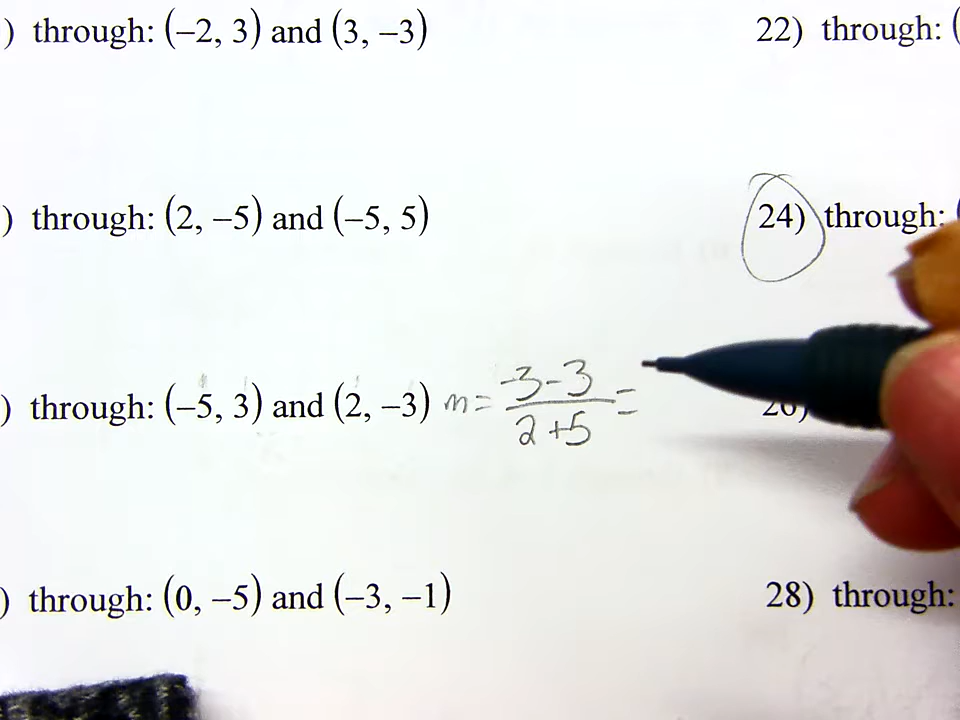 ) through: (−2, 3) and (3, −3)
22) through: (
) through: (2, −5) and (−5, 5)
24) through: (
) through: (−5, 3) and (2, −3) m = -3-3 / 2+5 =
26)
) through: (0, −5) and (−3, −1)
28) through: